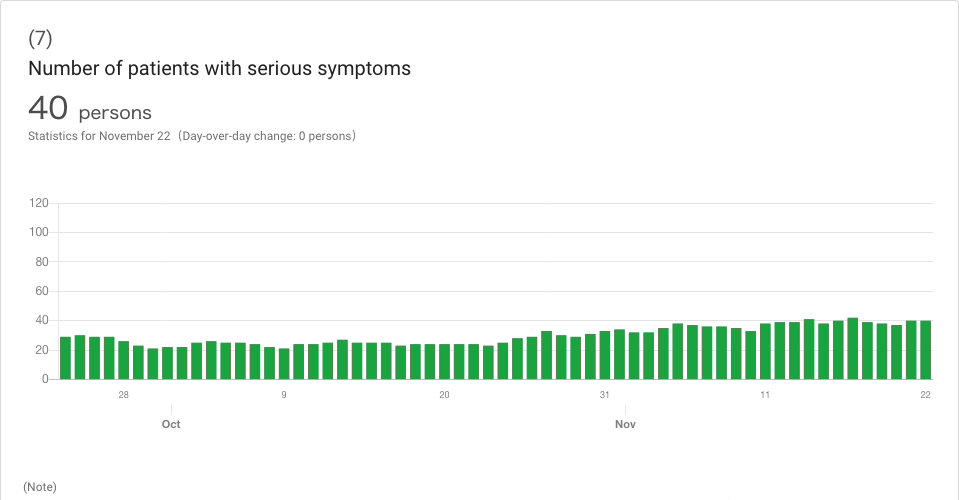 (7)
Number of patients with serious symptoms
40 persons
Statistics for November 22（Day-over-day change: 0 persons）
120
100
80
60
40
20
0
28 9 20 31 11 22
Oct Nov
(Note)